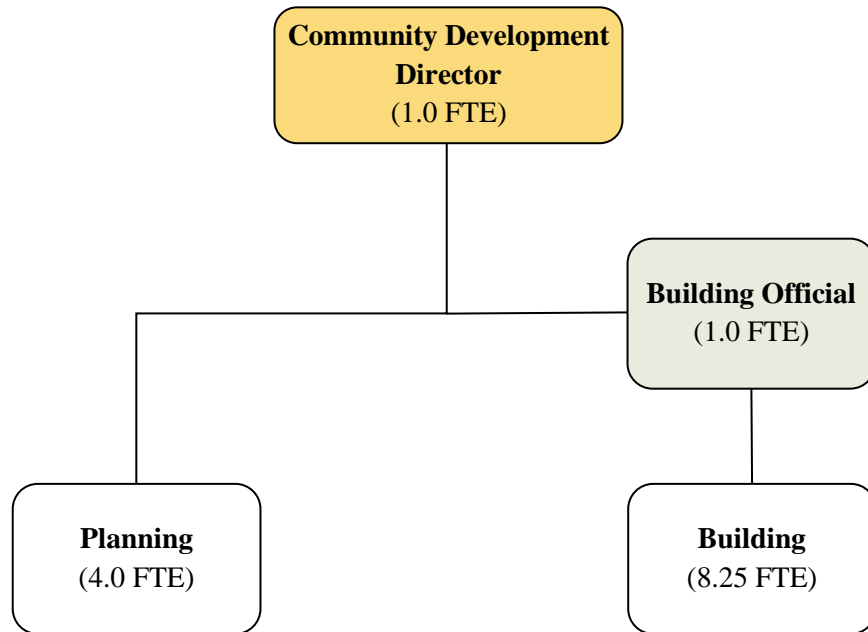 Community Development
Director
(1.0 FTE)
Building Official
(1.0 FTE)
Planning
(4.0 FTE)
Building
(8.25 FTE)